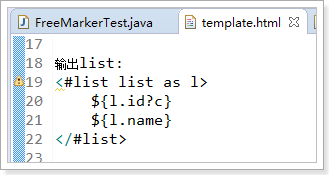 FreeMarkerTest.java
template.html
17
18 输出list:
19 <#list list as l>
20     ${l.id?c}
21     ${l.name}
22 </#list>
23